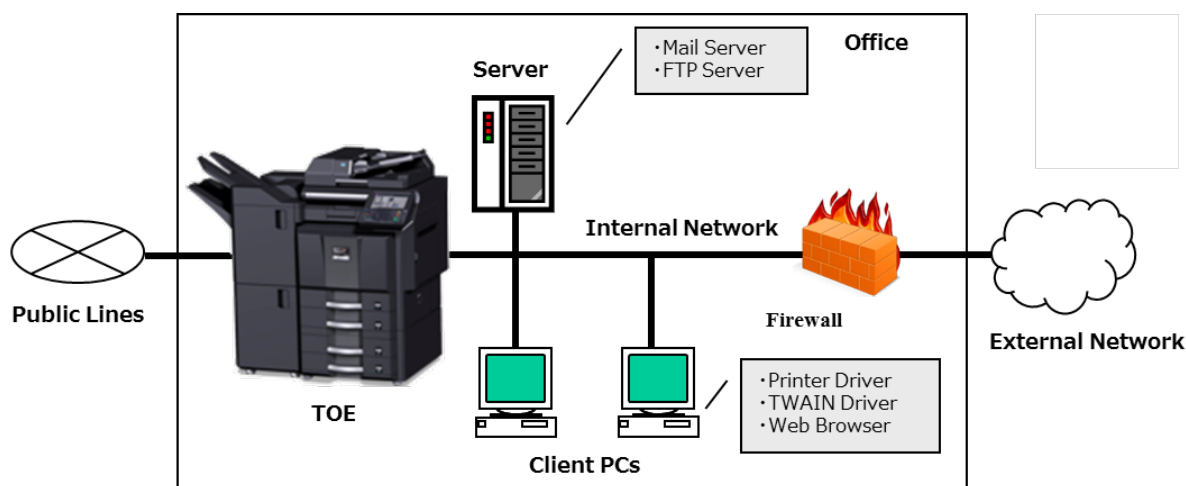 Office
・Mail Server
・FTP Server
Server
Internal Network
Public Lines
Firewall
External Network
TOE
・Printer Driver
・TWAIN Driver
・Web Browser
Client PCs